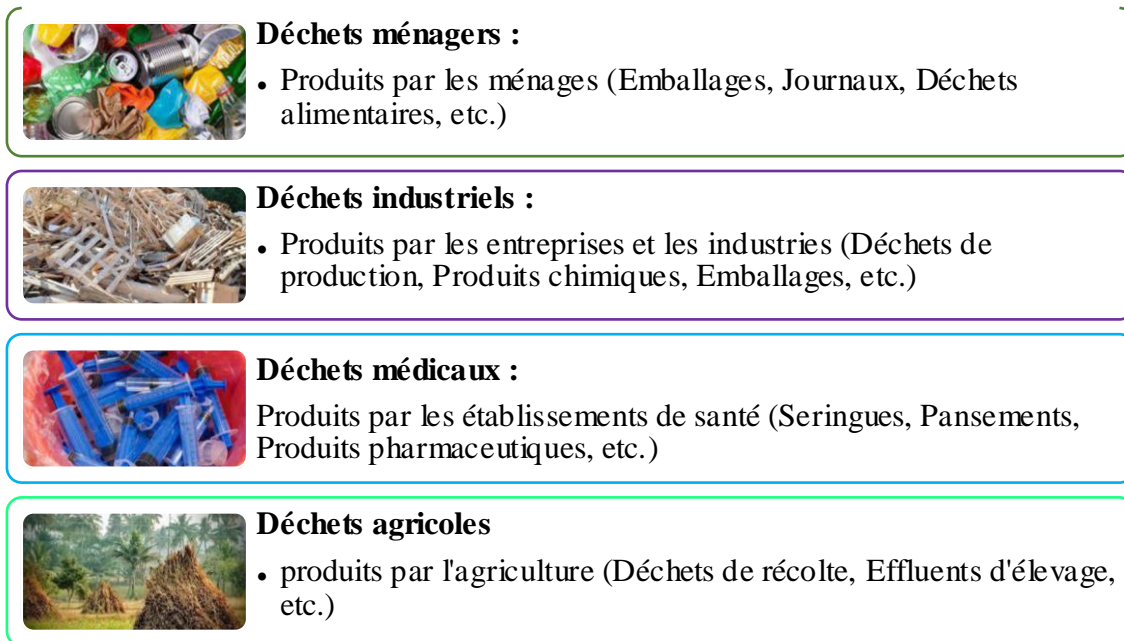 Déchets ménagers :
• Produits par les ménages (Emballages, Journaux, Déchets
alimentaires, etc.)
Déchets industriels :
• Produits par les entreprises et les industries (Déchets de
production, Produits chimiques, Emballages, etc.)
Déchets médicaux :
Produits par les établissements de santé (Seringues, Pansements,
Produits pharmaceutiques, etc.)
Déchets agricoles
• produits par l'agriculture (Déchets de récolte, Effluents d'élevage,
etc.)